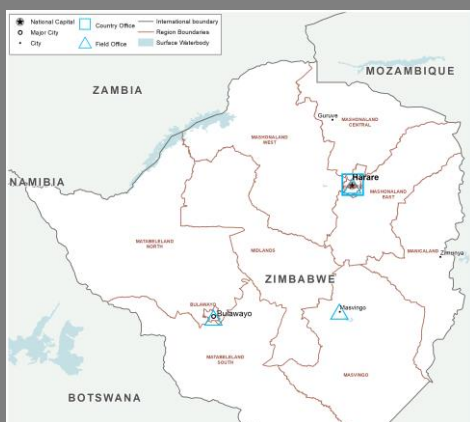 National Capital
Country Office
International boundary
Major City
Region Boundaries
City
Field Office
Surface Waterbody
ZAMBIA
MOZAMBIQUE
Guruve
MASHONALAND CENTRAL
MASHONALAND WEST
Harare
NAMIBIA
MASHONALAND EAST
MATABELELAND NORTH
MIDLANDS
MANICALAND
Zimunya
ZIMBABWE
BULAWAYO
Bulawayo
Masvingo
MATABELELAND SOUTH
MASVINGO
BOTSWANA